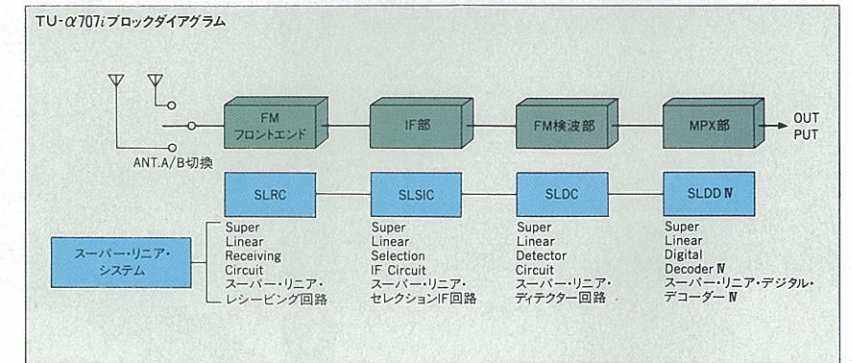 TU-α707iブロックダイアグラム
FM
フロントエンド
IF部
FM検波部
MPX部
OUT
PUT
ANT.A/B切換
SLRC
SLSIC
SLDC
SLDD Ⅳ
スーパー・リニア・
システム
Super
Linear
Receiving
Circuit
スーパー・リニア・
レシービング回路
Super
Linear
Selection
IF Circuit
スーパー・リニア・
セレクションIF回路
Super
Linear
Detector
Circuit
スーパー・リニア・
ディテクター回路
Super
Linear
Digital
Decoder Ⅳ
スーパー・リニア・デジタル・
デコーダー Ⅳ